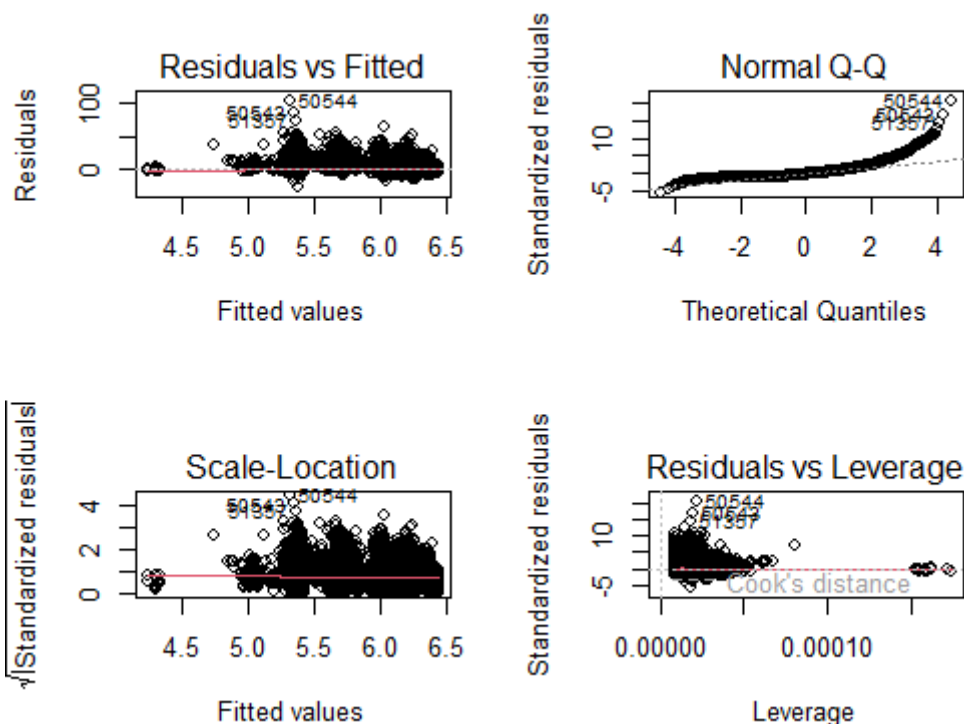 Residuals vs Fitted
Residuals
100
0
50544
50543
51357
4.5 5.0 5.5 6.0 6.5
Fitted values
Normal Q-Q
Standardized residuals
10
-5
50544
50543
51357
-4 -2 0 2 4
Theoretical Quantiles
Scale-Location
√|Standardized residuals|
4
2
0
50544
50543
51357
4.5 5.0 5.5 6.0 6.5
Fitted values
Residuals vs Leverage
Standardized residuals
10
-5
50544
50543
51357
Cook's distance
0.00000 0.00010
Leverage